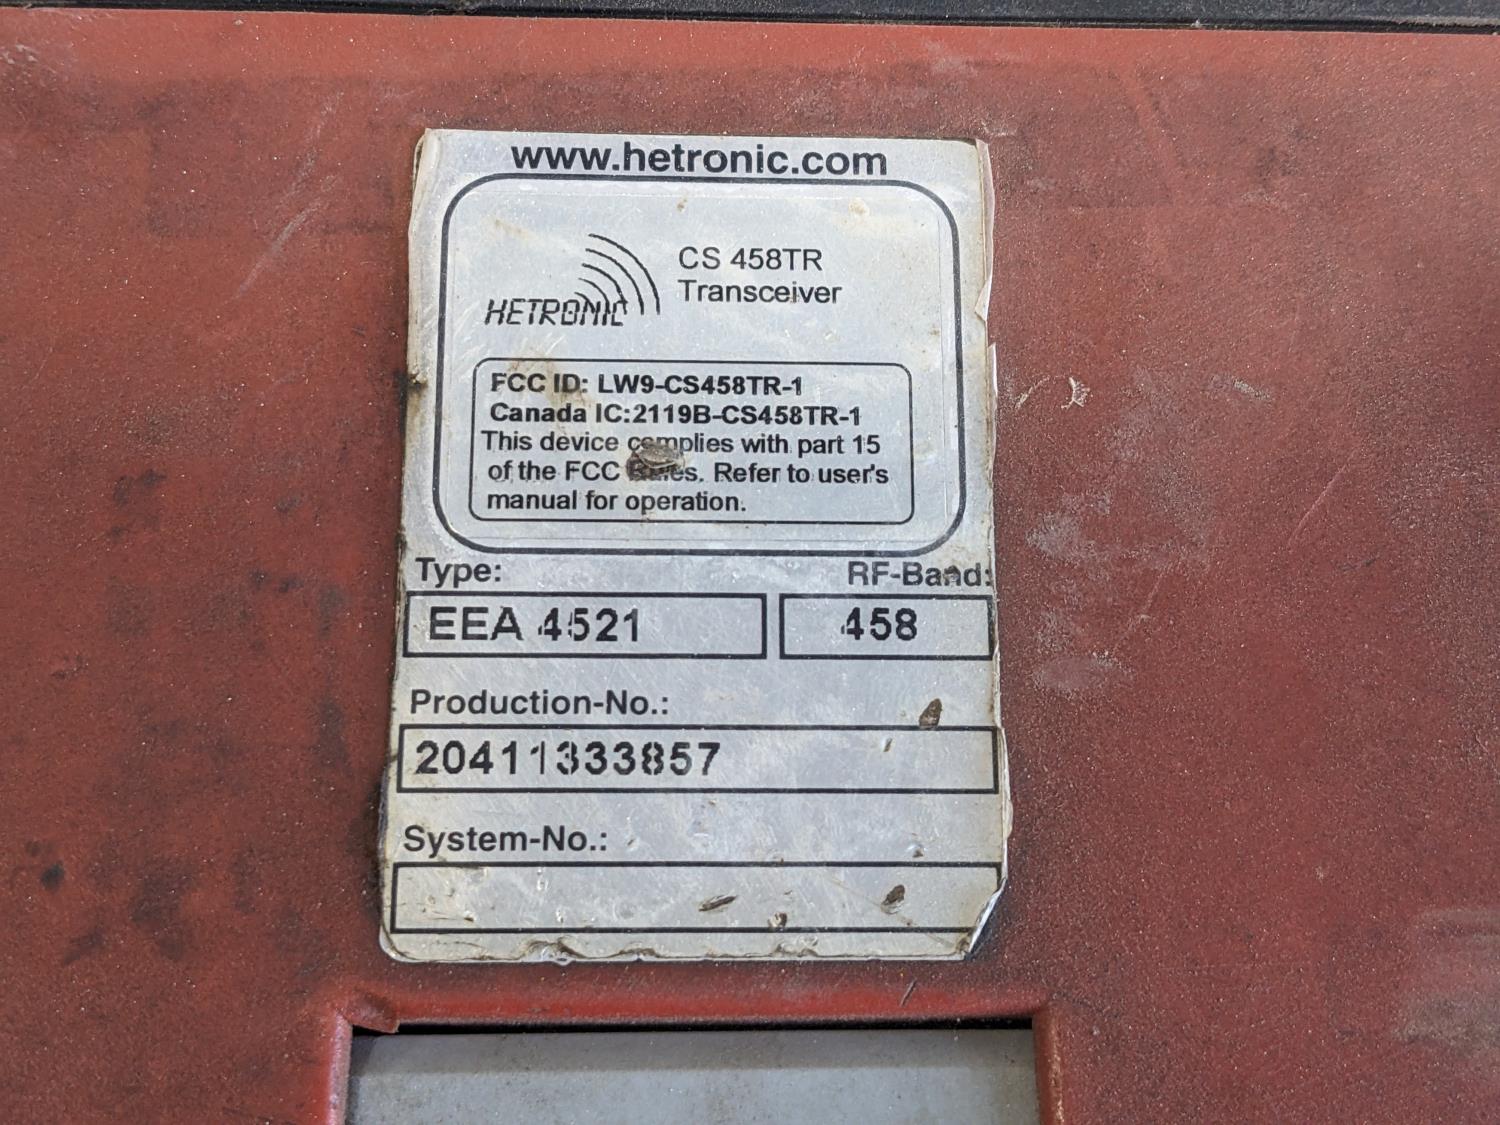 www.hetronic.com
HETRONIC
CS 458TR
Transceiver
FCC ID: LW9-CS458TR-1
Canada IC:2119B-CS458TR-1
This device complies with part 15
of the FCC Rules. Refer to user's
manual for operation.
Type: RF-Band:
EEA 4521 458
Production-No.:
20411333857
System-No.: